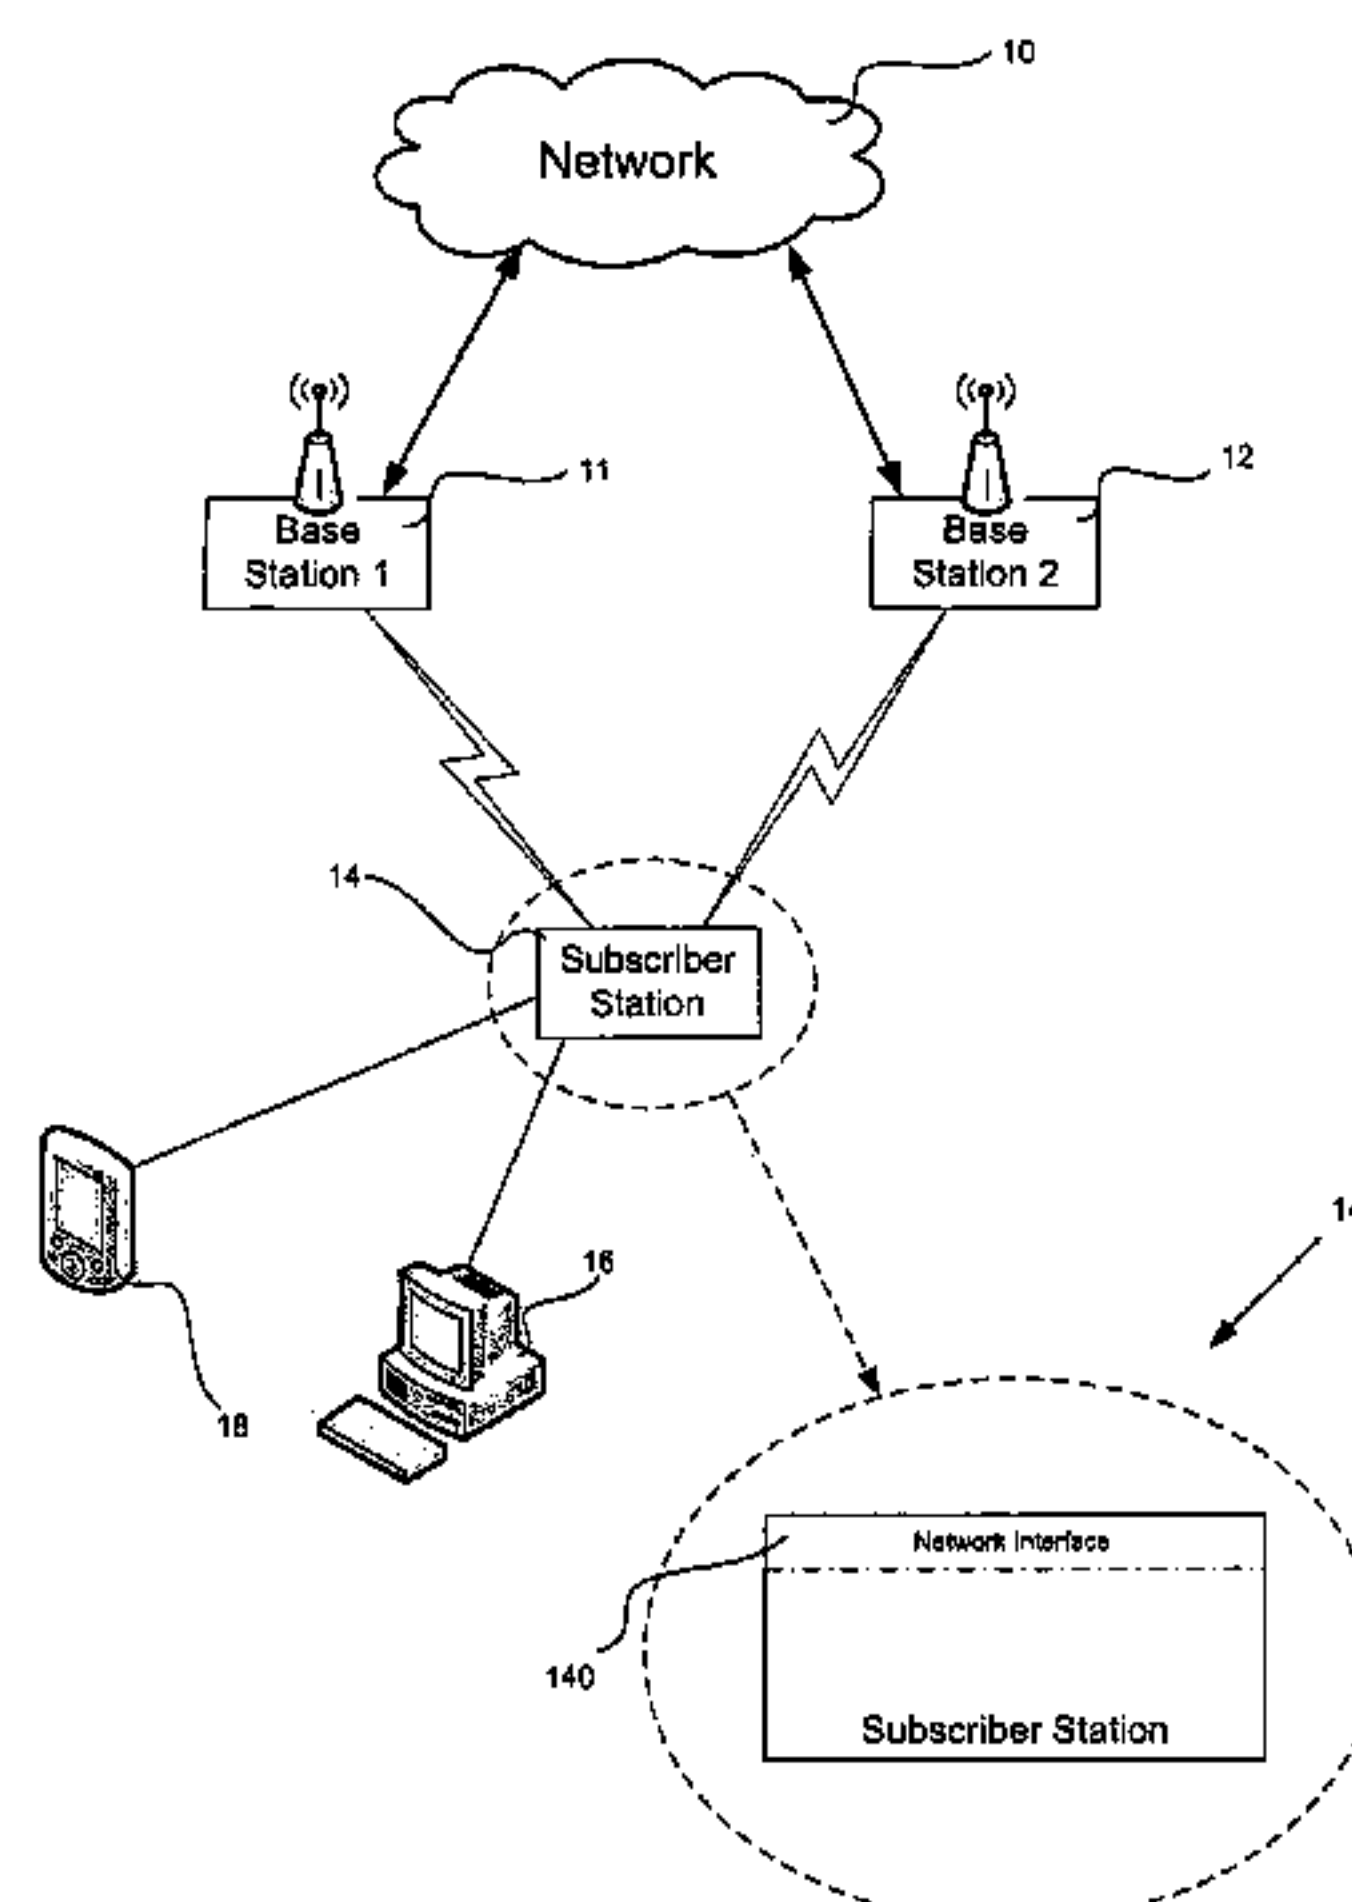 10
Network
11
12
Base
Station 1
Base
Station 2
14
Subscriber
Station
16
18
Network Interface
140
Subscriber Station